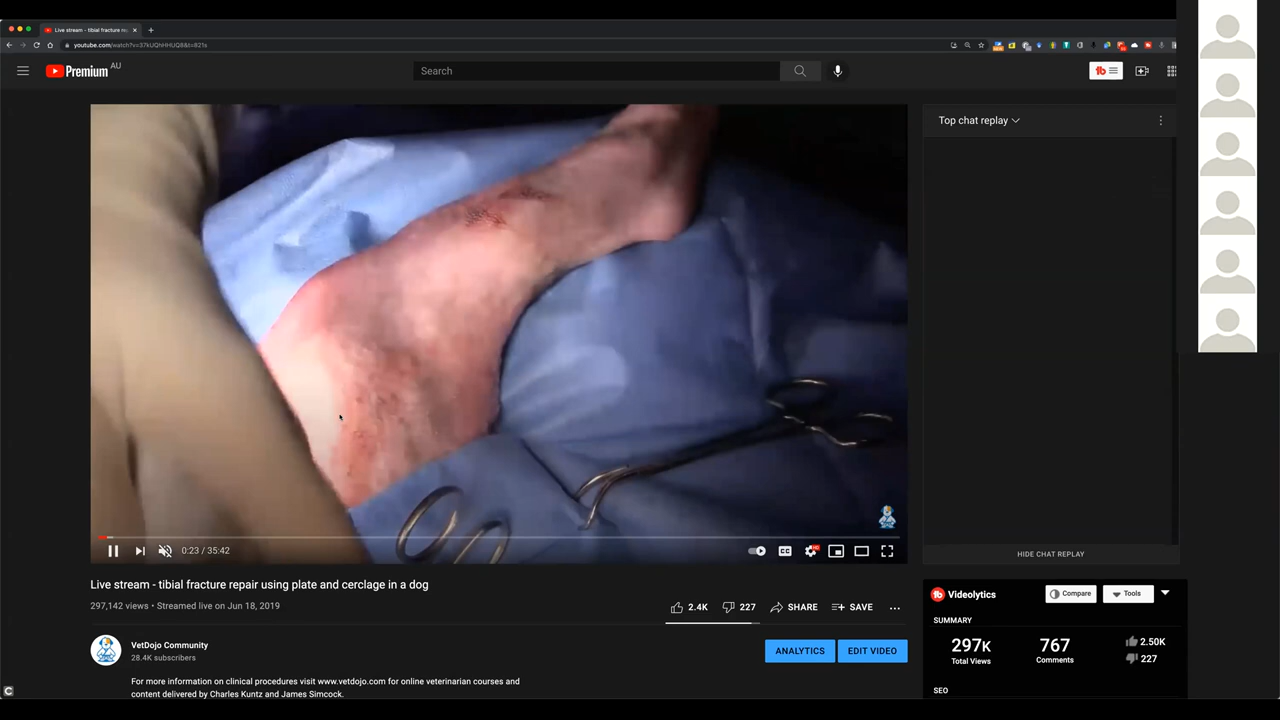 Live stream - tibial fracture re
youtube.com/watch?v=37kUQhHHUQ8&t=821s
Premium AU
Search
Top chat replay
0:23 / 35:42
CC
HD
HIDE CHAT REPLAY
Live stream - tibial fracture repair using plate and cerclage in a dog
297,142 views • Streamed live on Jun 18, 2019
2.4K 227 SHARE SAVE
VetDojo Community
28.4K subscribers
ANALYTICS EDIT VIDEO
For more information on clinical procedures visit www.vetdojo.com for online veterinary courses and
content delivered by Charles Kuntz and James Simcock.
Videolytics Compare Tools
SUMMARY
297K 767 2.50K
Total Views Comments 227
SEO